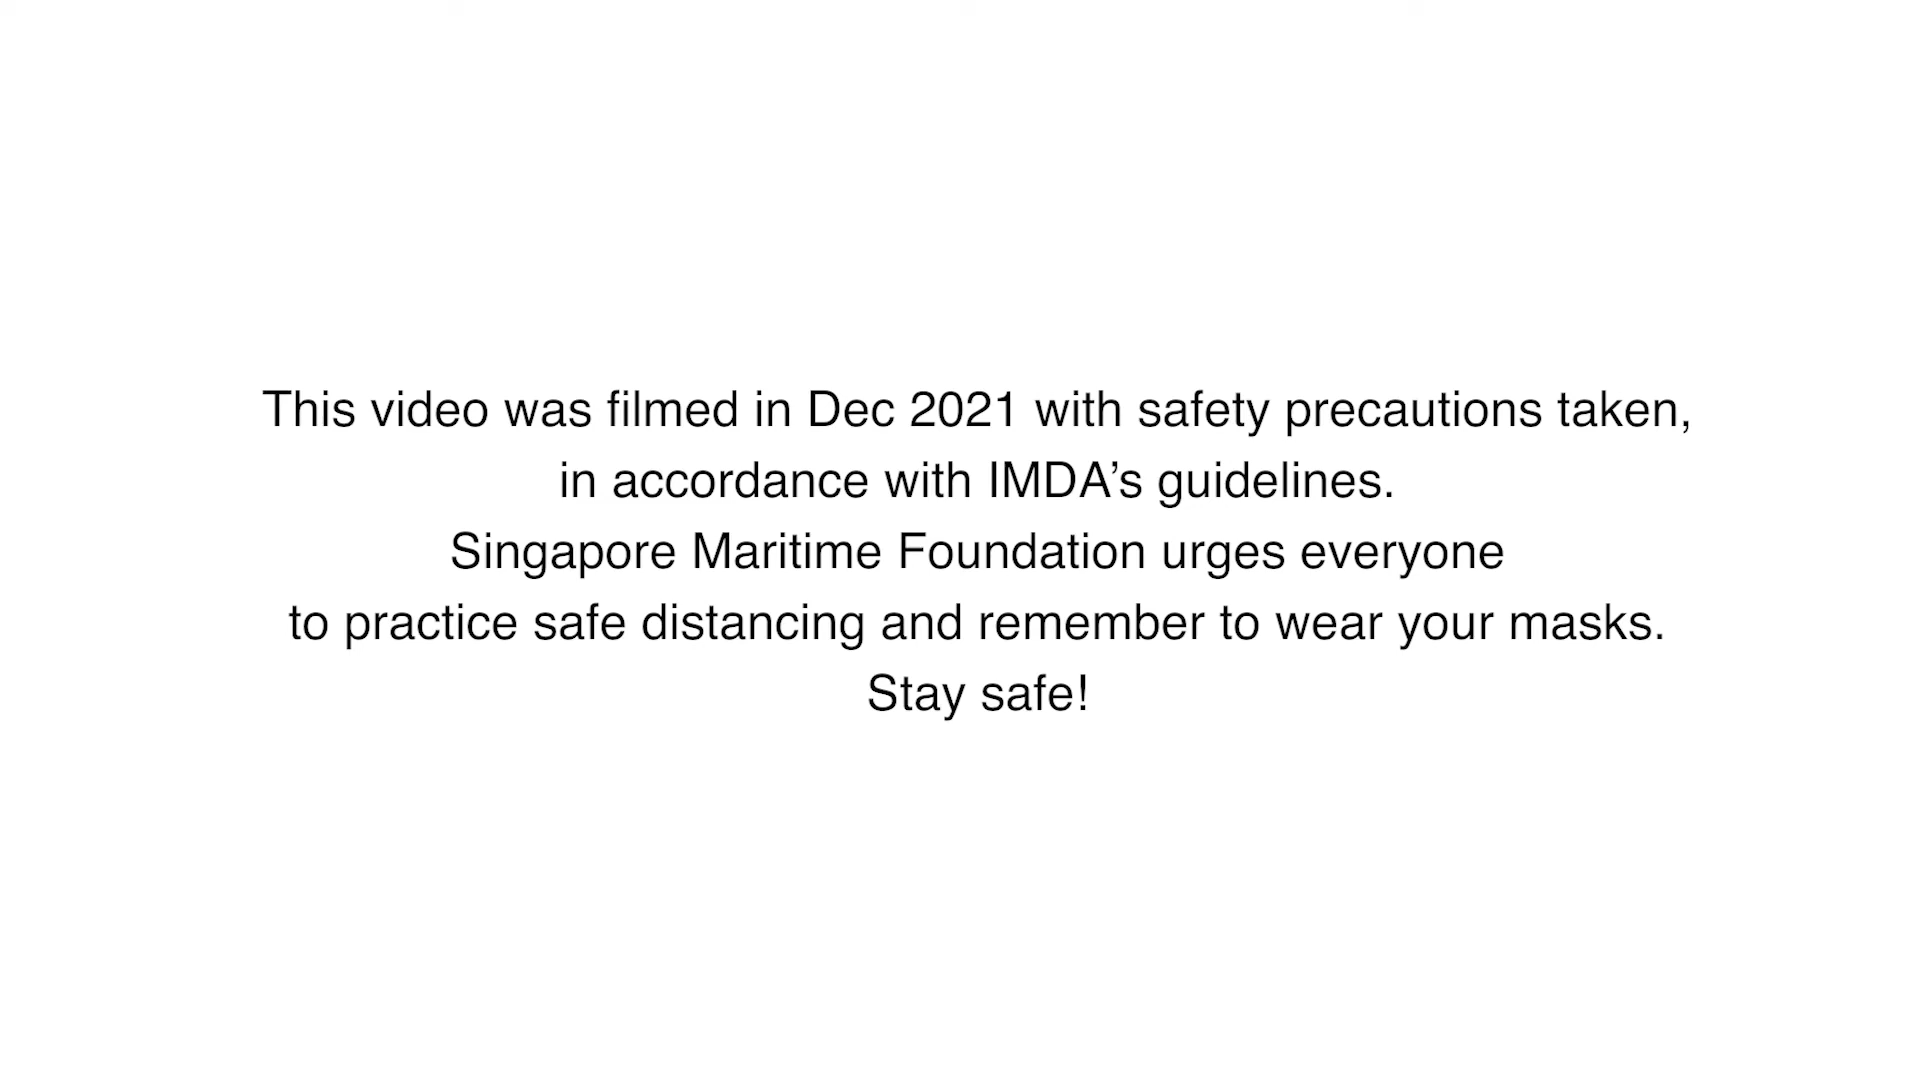 This video was filmed in Dec 2021 with safety precautions taken,
in accordance with IMDA’s guidelines.
Singapore Maritime Foundation urges everyone
to practice safe distancing and remember to wear your masks.
Stay safe!